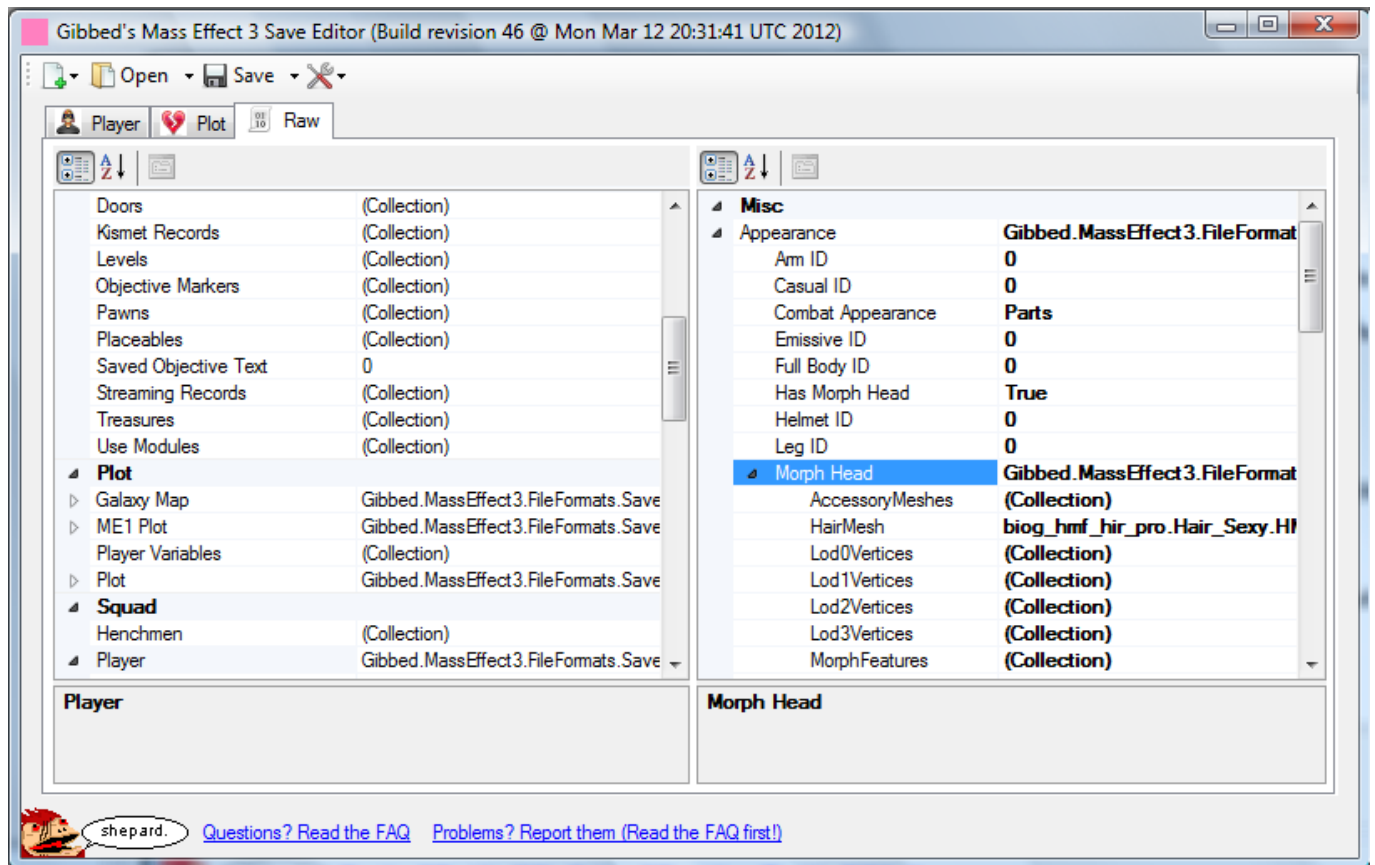 Gibbed's Mass Effect 3 Save Editor (Build revision 46 @ Mon Mar 12 20:31:41 UTC 2012)
Open Save
Player Plot Raw
Doors (Collection)
Kismet Records (Collection)
Levels (Collection)
Objective Markers (Collection)
Pawns (Collection)
Placeables (Collection)
Saved Objective Text 0
Streaming Records (Collection)
Treasures (Collection)
Use Modules (Collection)
Plot
Galaxy Map Gibbed.MassEffect3.FileFormats.Save
ME1 Plot Gibbed.MassEffect3.FileFormats.Save
Player Variables (Collection)
Plot Gibbed.MassEffect3.FileFormats.Save
Squad
Henchmen (Collection)
Player Gibbed.MassEffect3.FileFormats.Save
Player
Misc
Appearance Gibbed.MassEffect3.FileFormat
Arm ID 0
Casual ID 0
Combat Appearance Parts
Emissive ID 0
Full Body ID 0
Has Morph Head True
Helmet ID 0
Leg ID 0
Morph Head Gibbed.MassEffect3.FileFormat
AccessoryMeshes (Collection)
HairMesh biog_hmf_hir_pro.Hair_Sexy.HM
Lod0Vertices (Collection)
Lod1Vertices (Collection)
Lod2Vertices (Collection)
Lod3Vertices (Collection)
MorphFeatures (Collection)
Morph Head
shepard. Questions? Read the FAQ Problems? Report them (Read the FAQ first!)